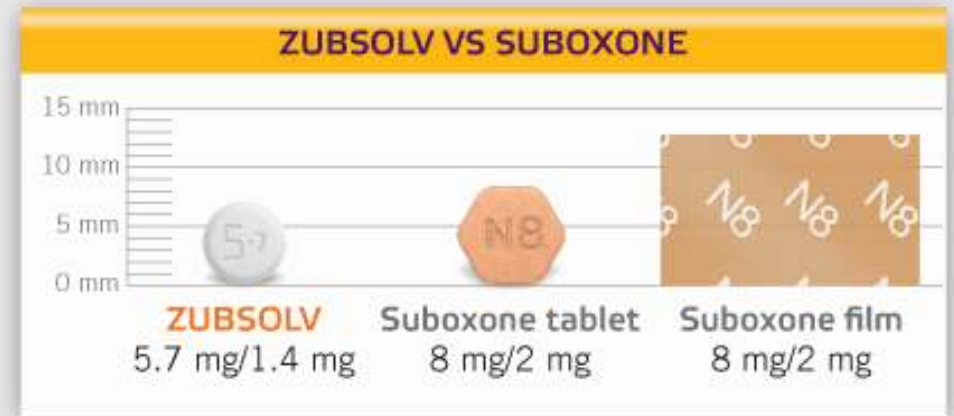 ZUBSOLV VS SUBOXONE
15 mm
10 mm
5 mm
0 mm
5.7
N8
N8 N8 N8
ZUBSOLV
5.7 mg/1.4 mg
Suboxone tablet
8 mg/2 mg
Suboxone film
8 mg/2 mg